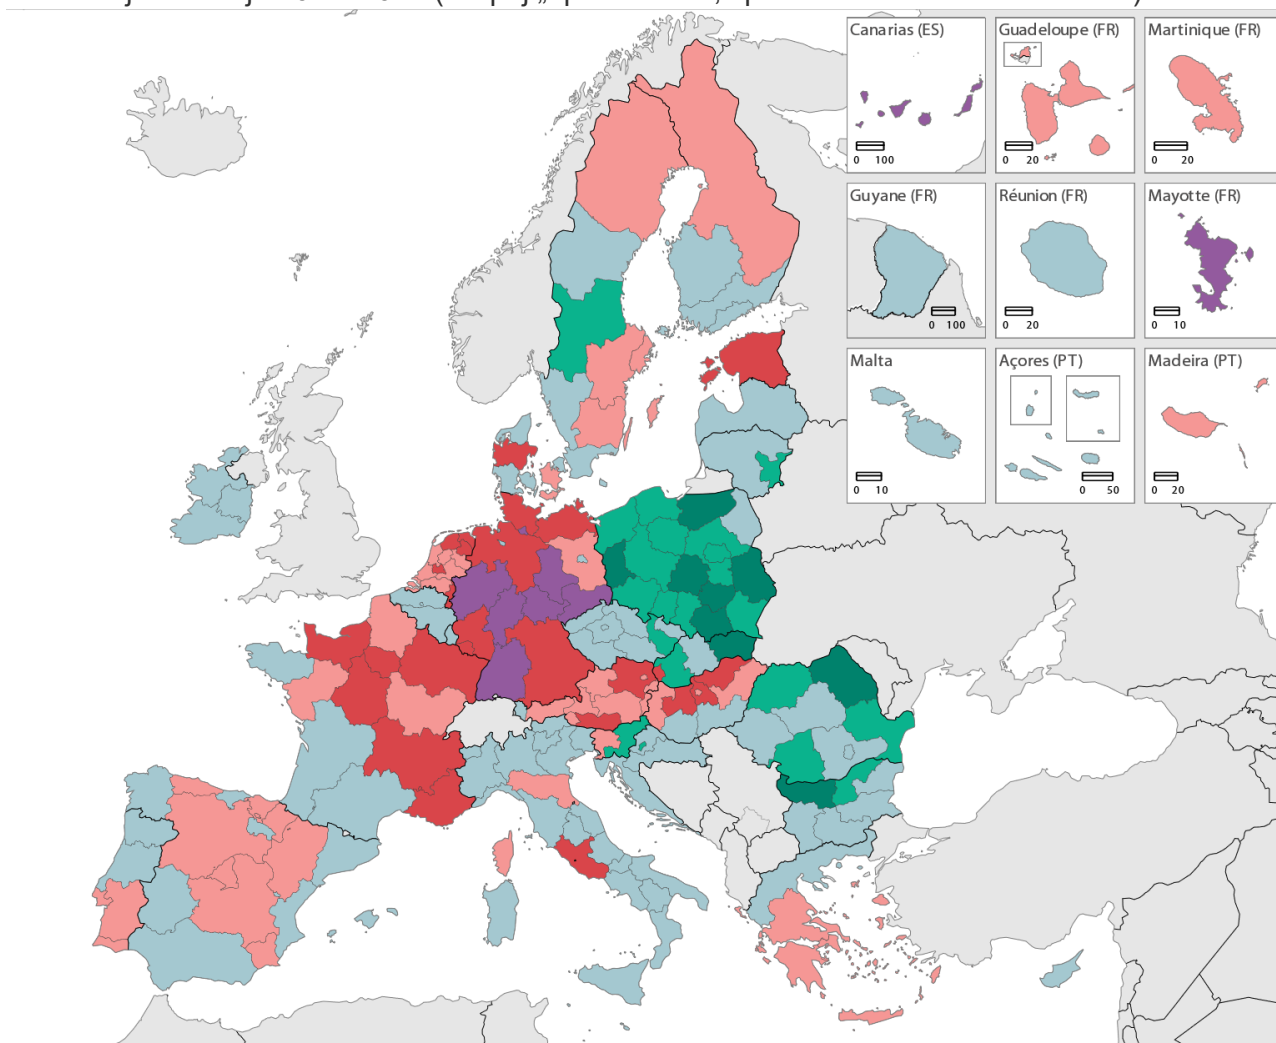 Canarias (ES)
0 100
Guadeloupe (FR)
0 20
Martinique (FR)
0 20
Guyane (FR)
0 100
Réunion (FR)
0 20
Mayotte (FR)
0 10
Malta
0 10
Açores (PT)
0 50
Madeira (PT)
0 20